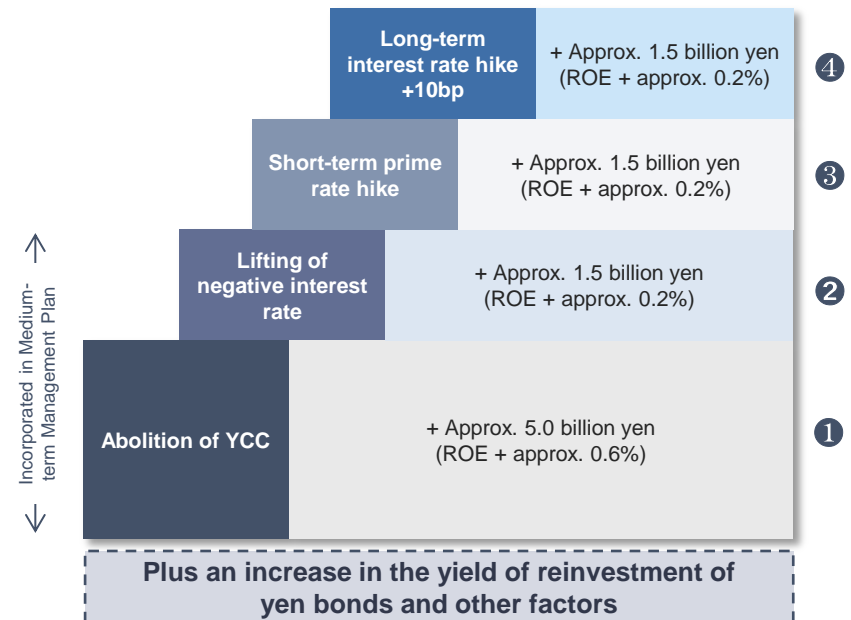 Long-term
interest rate hike
+10bp
+ Approx. 1.5 billion yen
(ROE + approx. 0.2%)
❹
Short-term prime
rate hike
+ Approx. 1.5 billion yen
(ROE + approx. 0.2%)
❸
Lifting of
negative interest
rate
+ Approx. 1.5 billion yen
(ROE + approx. 0.2%)
❷
Incorporated in Medium-
term Management Plan
Abolition of YCC
+ Approx. 5.0 billion yen
(ROE + approx. 0.6%)
❶
Plus an increase in the yield of reinvestment of
yen bonds and other factors